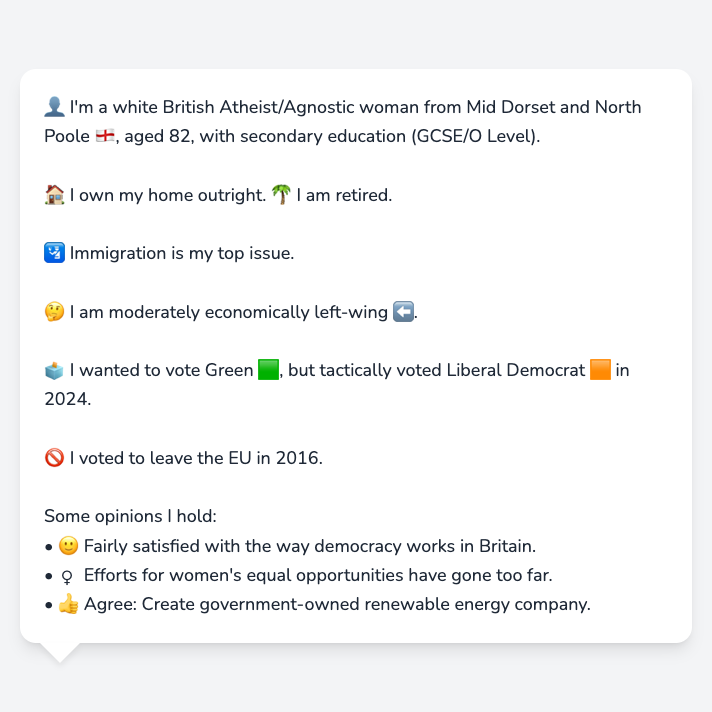 👤 I'm a white British Atheist/Agnostic woman from Mid Dorset and North
Poole 🏴󠁧󠁢󠁥󠁮󠁧󠁿, aged 82, with secondary education (GCSE/O Level).
🏠 I own my home outright. 🌴 I am retired.
🛂 Immigration is my top issue.
🤔 I am moderately economically left-wing ⬅️.
🗳️ I wanted to vote Green 🟩, but tactically voted Liberal Democrat 🟧 in
2024.
🚫 I voted to leave the EU in 2016.
Some opinions I hold:
• 🙂 Fairly satisfied with the way democracy works in Britain.
• ♀ Efforts for women's equal opportunities have gone too far.
• 👍 Agree: Create government-owned renewable energy company.